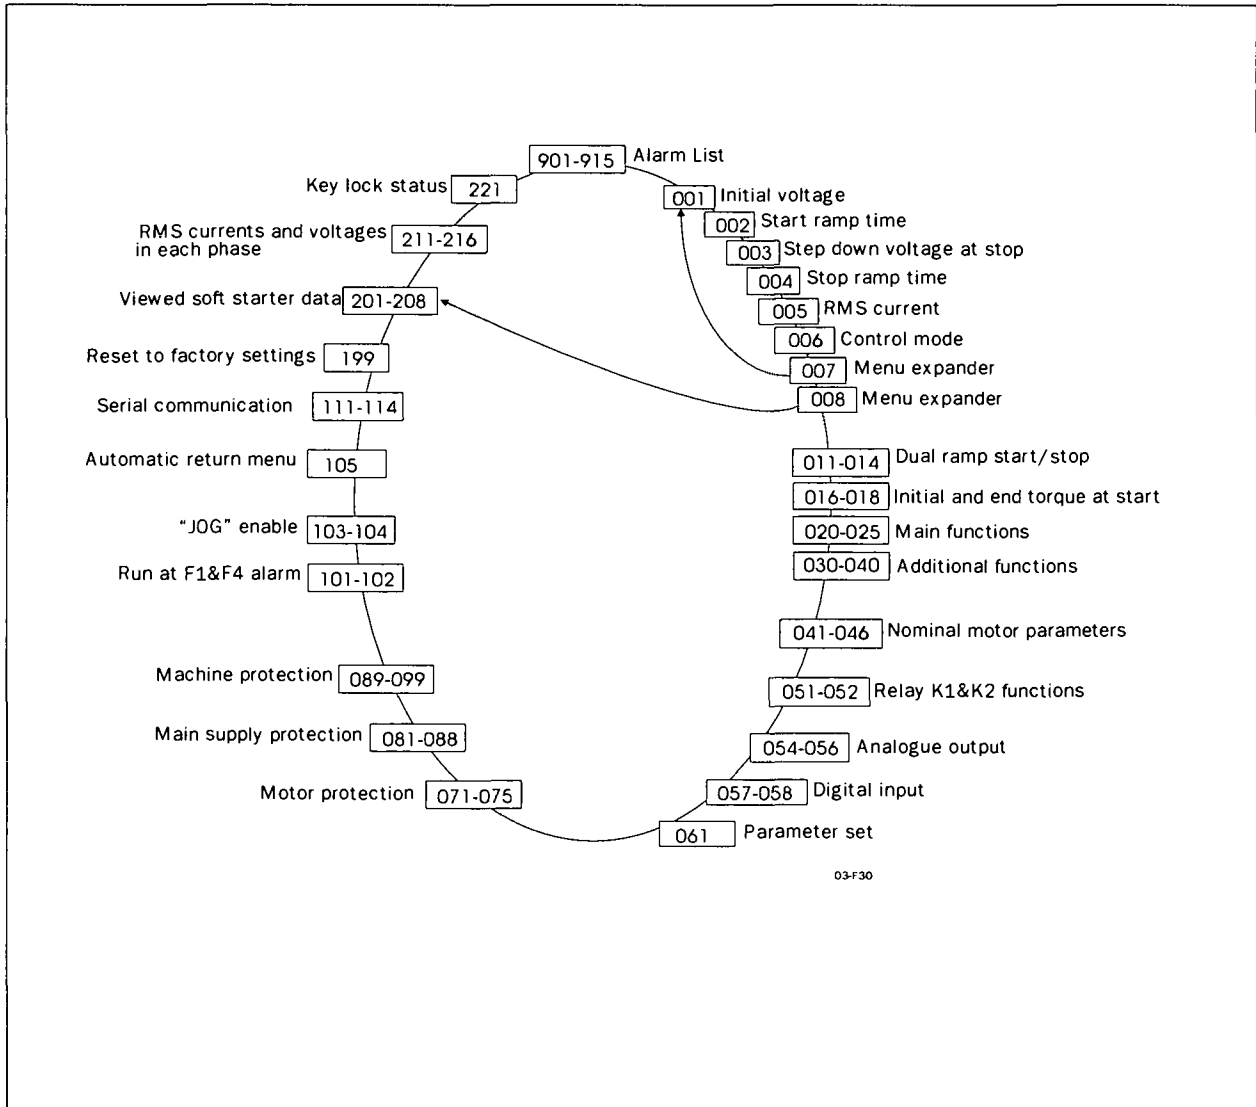 901-915 Alarm List
001 Initial voltage
002 Start ramp time
003 Step down voltage at stop
004 Stop ramp time
005 RMS current
006 Control mode
007 Menu expander
008 Menu expander
011-014 Dual ramp start/stop
016-018 Initial and end torque at start
020-025 Main functions
030-040 Additional functions
041-046 Nominal motor parameters
051-052 Relay K1&K2 functions
054-056 Analogue output
057-058 Digital input
061 Parameter set
Motor protection 071-075
Main supply protection 081-088
Machine protection 089-099
Run at F1&F4 alarm 101-102
"JOG" enable 103-104
Automatic return menu 105
Serial communication 111-114
Reset to factory settings 199
Viewed soft starter data 201-208
RMS currents and voltages
in each phase 211-216
Key lock status 221
03-F30